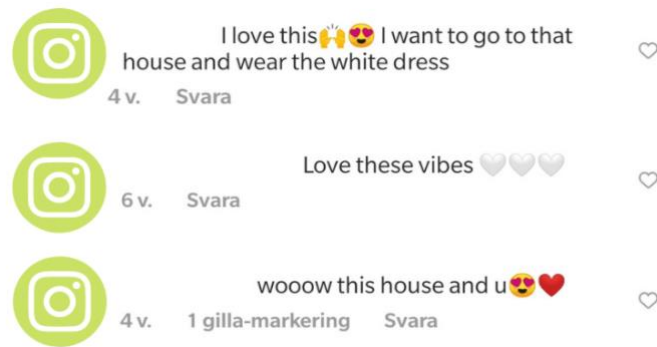 I love this🙌😍 I want to go to that
house and wear the white dress
4 v. Svara
Love these vibes 🤍🤍🤍
6 v. Svara
wooow this house and u😍❤️
4 v. 1 gilla-markering Svara